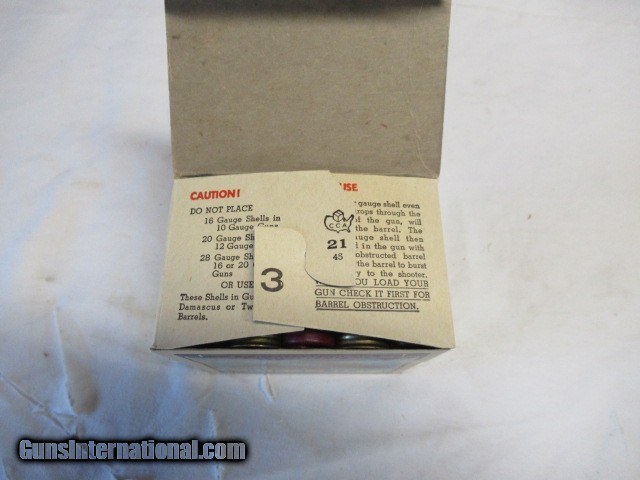 CAUTION!
DO NOT PLACE
16 Gauge Shells in
10 Gauge Guns
20 Gauge
12 Gauge
28 Gauge
16 or 20
Guns
OR USE
These Shells in
Damascus or
Barrels.
3
CCA
21
45
gauge shell even
through the
the gun, will
the barrel. The
gauge shell then
in the gun with
obstructed barrel
the barrel to burst
to the shooter.
YOU LOAD YOUR
GUN CHECK IT FIRST FOR
BARREL OBSTRUCTION.
GunsInternational.com